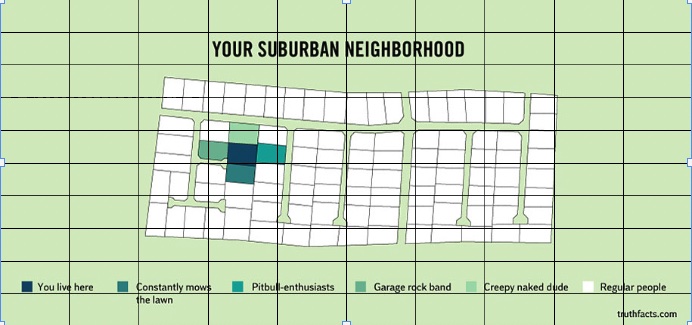 YOUR SUBURBAN NEIGHBORHOOD
You live here
Constantly mows
the lawn
Pitbull-enthusiasts
Garage rock band
Creepy naked dude
Regular people
truthfacts.com